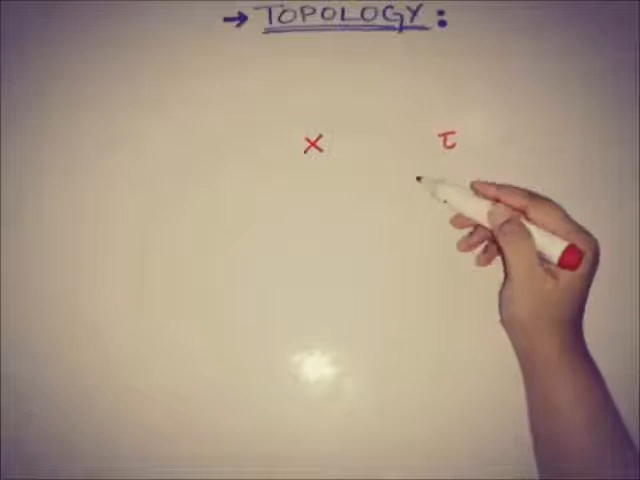 → TOPOLOGY :
X τ